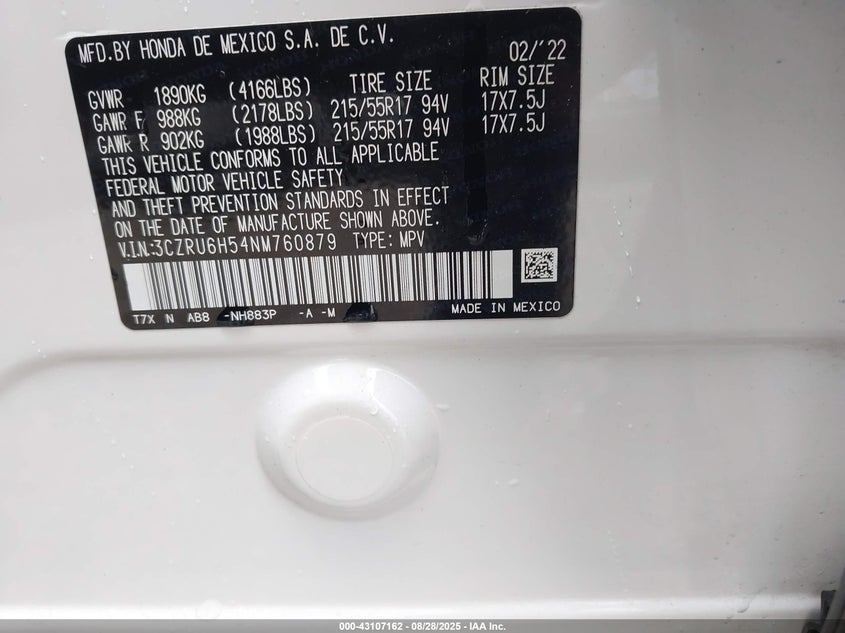 MFD.BY HONDA DE MEXICO S.A. DE C.V.
02/'22
GVWR 1890KG (4166LBS) TIRE SIZE RIM SIZE
GAWR F 988KG (2178LBS) 215/55R17 94V 17X7.5J
GAWR R 902KG (1988LBS) 215/55R17 94V 17X7.5J
THIS VEHICLE CONFORMS TO ALL APPLICABLE
FEDERAL MOTOR VEHICLE SAFETY
AND THEFT PREVENTION STANDARDS IN EFFECT
ON THE DATE OF MANUFACTURE SHOWN ABOVE.
V.I.N:3CZRU6H54NM760879 TYPE: MPV
T7X N AB8 -NH883P -A -M MADE IN MEXICO
000-43107162 - 08/28/2025 - IAA Inc.